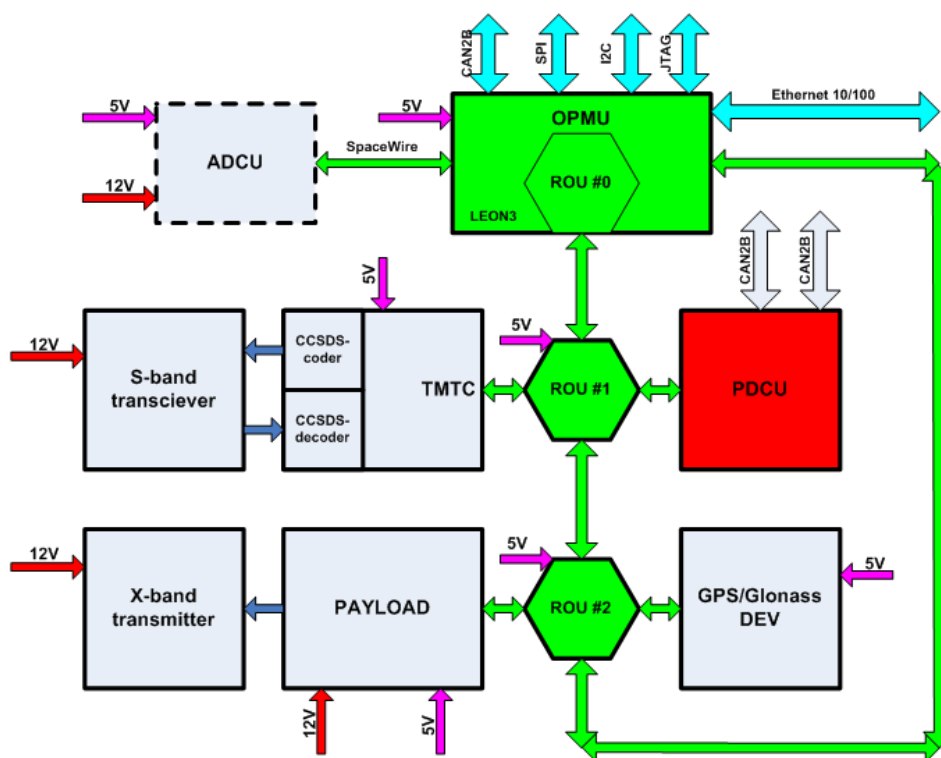 CAN2B
SPI
I2C
JTAG
5V
5V
OPMU
Ethernet 10/100
ADCU
SpaceWire
ROU #0
12V
LEON3
5V
CAN2B
CAN2B
12V
CCSDS-
coder
5V
S-band
transciever
TMTC
ROU #1
PDCU
CCSDS-
decoder
12V
5V
5V
X-band
transmitter
PAYLOAD
ROU #2
GPS/Glonass
DEV
12V
5V